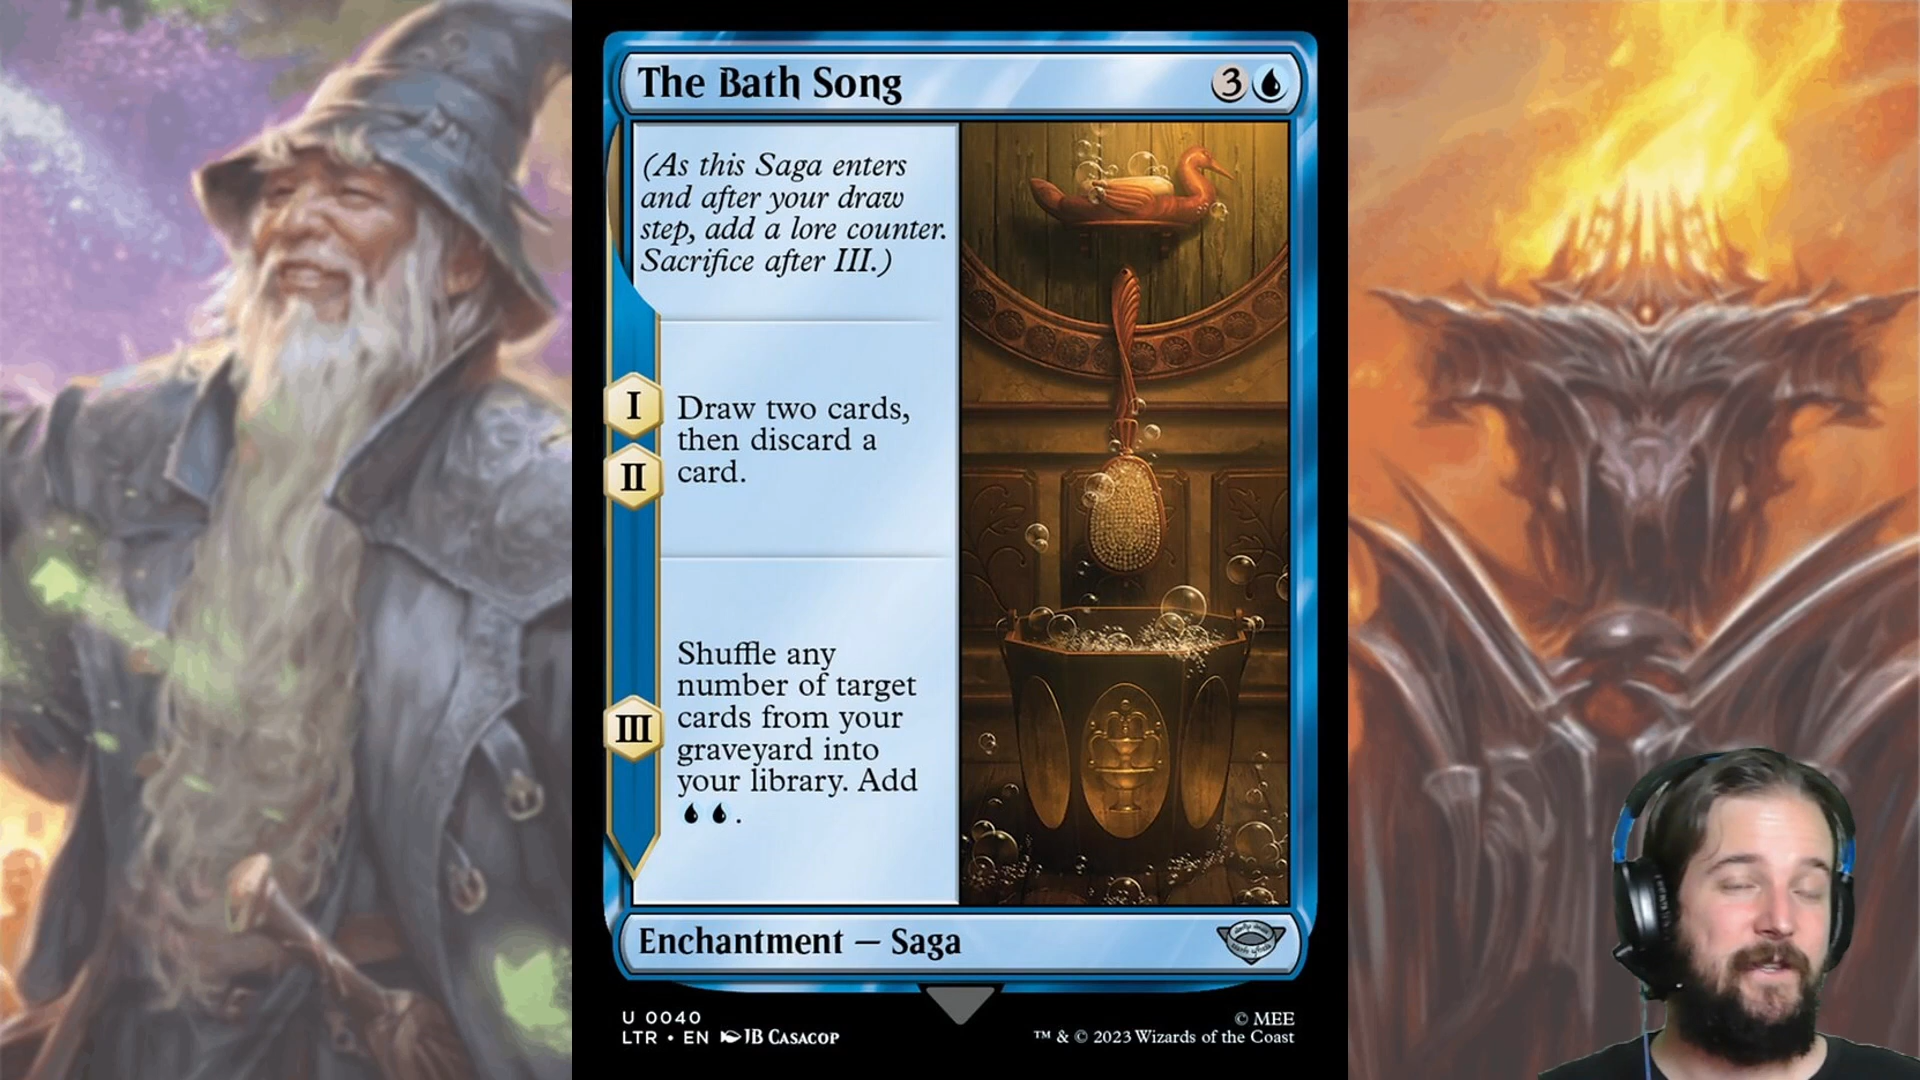 The Bath Song 3
(As this Saga enters
and after your draw
step, add a lore counter.
Sacrifice after III.)
I
II
Draw two cards,
then discard a
card.
III
Shuffle any
number of target
cards from your
graveyard into
your library. Add
.
Enchantment — Saga
U 0040
LTR • EN JB Casacop
© MEE
™ & © 2023 Wizards of the Coast